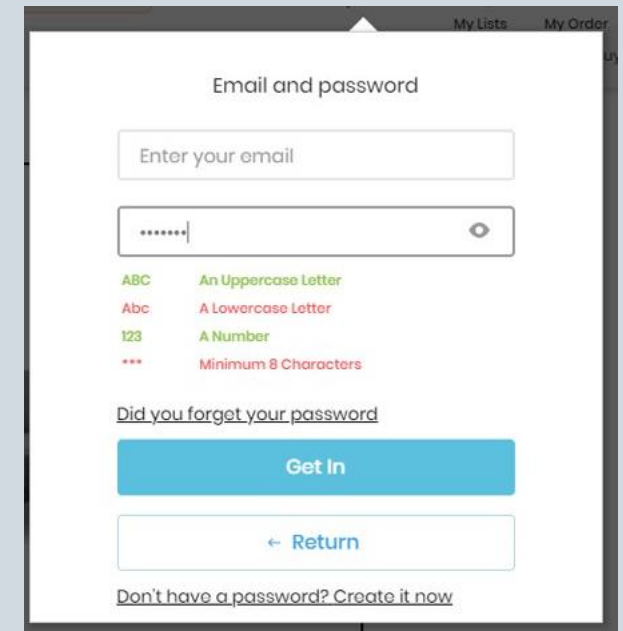 My Lists My Order
Email and password
Enter your email
•••••••
ABC An Uppercase Letter
Abc A Lowercase Letter
123 A Number
*** Minimum 8 Characters
Did you forget your password
Get In
← Return
Don't have a password? Create it now